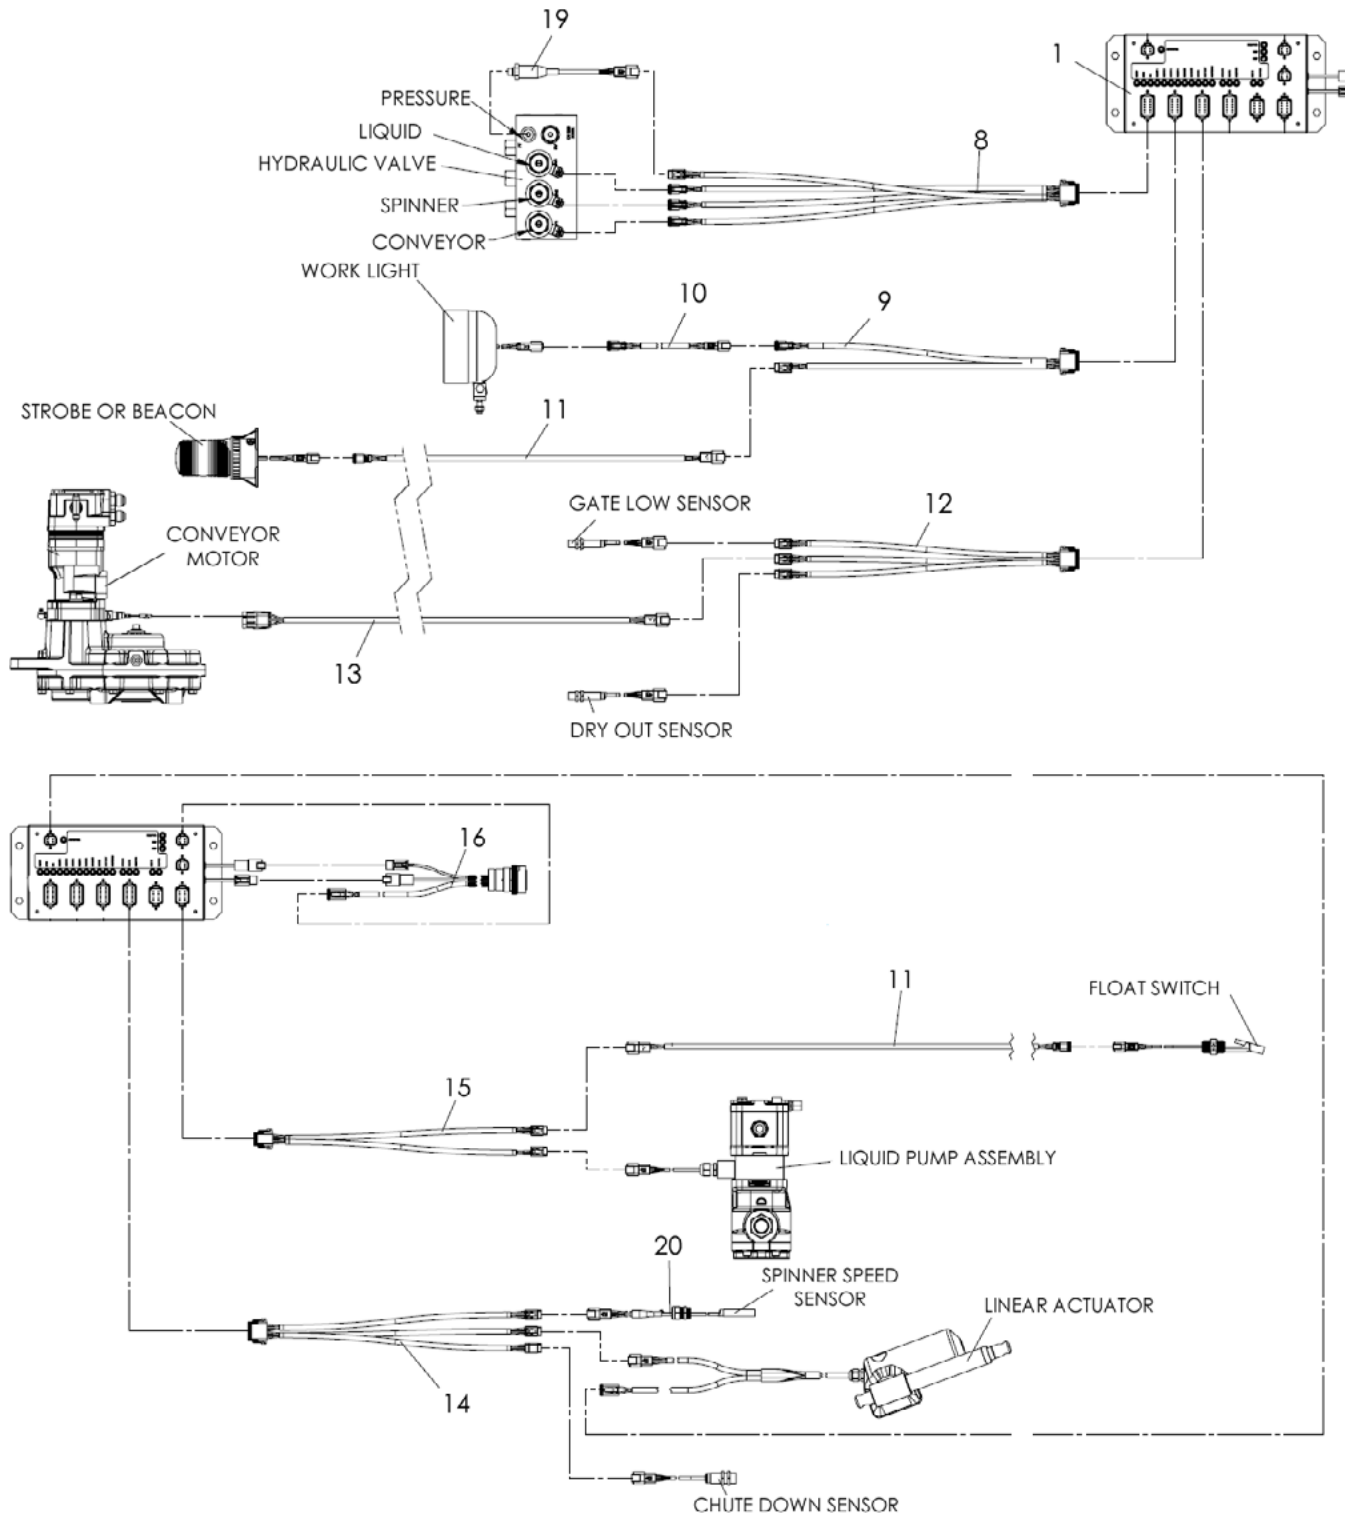 19
1
PRESSURE
LIQUID
8
HYDRAULIC VALVE
SPINNER
CONVEYOR
WORK LIGHT
10
9
STROBE OR BEACON
11
GATE LOW SENSOR
12
CONVEYOR
MOTOR
13
DRY OUT SENSOR
16
11
FLOAT SWITCH
15
LIQUID PUMP ASSEMBLY
20
SPINNER SPEED
SENSOR
LINEAR ACTUATOR
14
CHUTE DOWN SENSOR